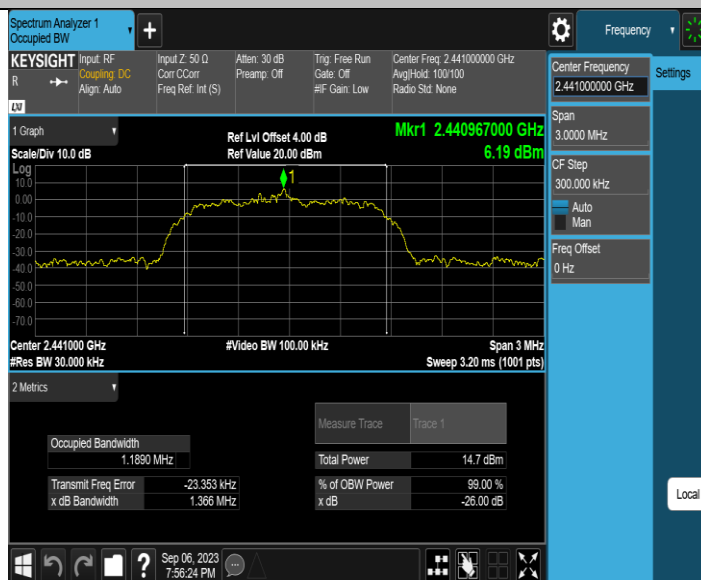 Spectrum Analyzer 1
Occupied BW
+
Frequency
KEYSIGHT
R
LXI
Input: RF
Coupling: DC
Align: Auto
Input Z: 50 Ω
Corr CCorr
Freq Ref: Int (S)
Atten: 30 dB
Preamp: Off
Trig: Free Run
Gate: Off
#IF Gain: Low
Center Freq: 2.441000000 GHz
Avg|Hold: 100/100
Radio Std: None
Center Frequency
2.441000000 GHz
Settings
Span
3.0000 MHz
CF Step
300.000 kHz
Auto
Man
Freq Offset
0 Hz
Local
1 Graph
Scale/Div 10.0 dB
Ref Lvl Offset 4.00 dB
Ref Value 20.00 dBm
Mkr1 2.440967000 GHz
6.19 dBm
Log
10.0
0.00
-10.0
-20.0
-30.0
-40.0
-50.0
-60.0
-70.0
1
Center 2.441000 GHz
#Res BW 30.000 kHz
#Video BW 100.00 kHz
Span 3 MHz
Sweep 3.20 ms (1001 pts)
2 Metrics
Measure Trace
Trace 1
Occupied Bandwidth
1.1890 MHz
Total Power
14.7 dBm
Transmit Freq Error
-23.353 kHz
% of OBW Power
99.00 %
x dB Bandwidth
1.366 MHz
x dB
-26.00 dB
?
Sep 06, 2023
7:56:24 PM